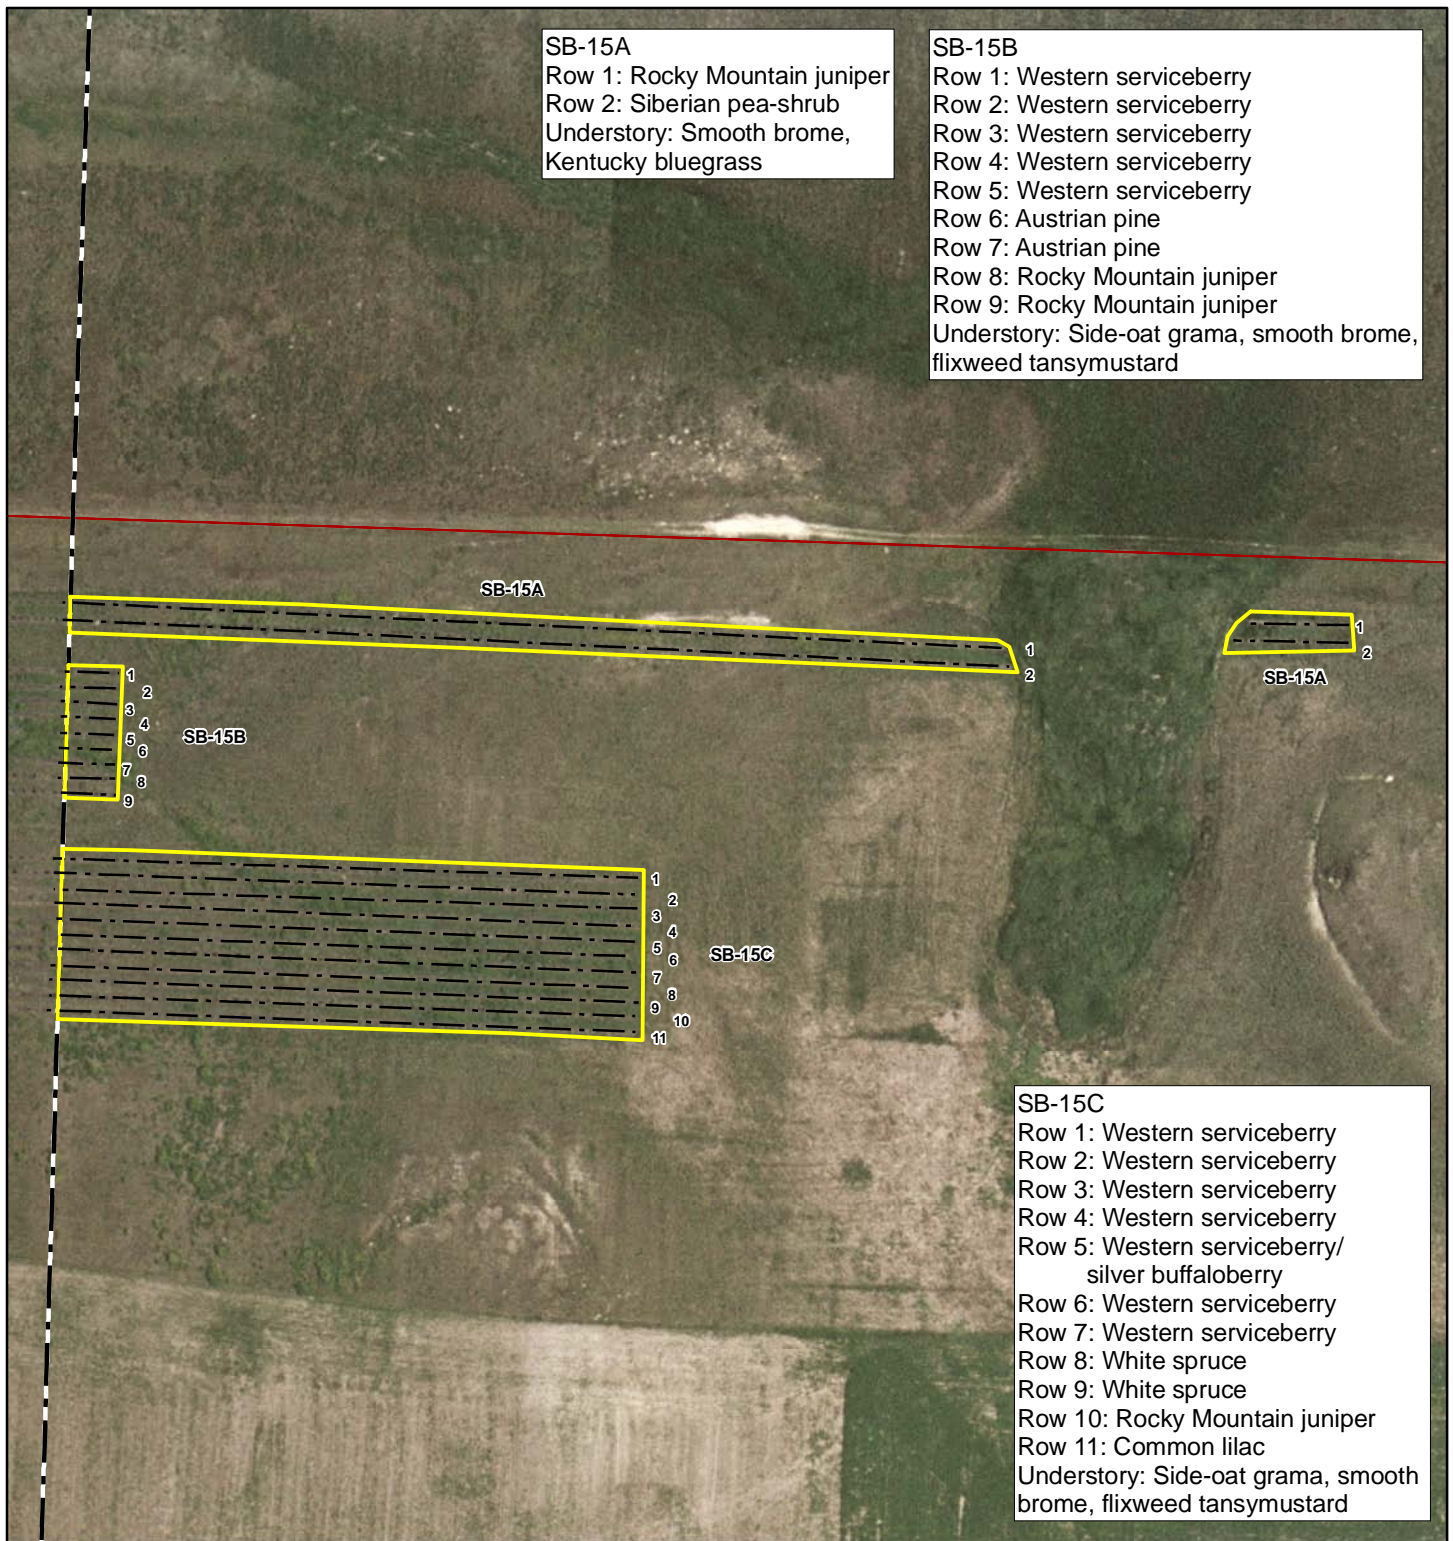 SB-15A
Row 1: Rocky Mountain juniper
Row 2: Siberian pea-shrub
Understory: Smooth brome,
Kentucky bluegrass
SB-15B
Row 1: Western serviceberry
Row 2: Western serviceberry
Row 3: Western serviceberry
Row 4: Western serviceberry
Row 5: Western serviceberry
Row 6: Austrian pine
Row 7: Austrian pine
Row 8: Rocky Mountain juniper
Row 9: Rocky Mountain juniper
Understory: Side-oat grama, smooth brome,
flixweed tansymustard
SB-15A
1
2
1
2
SB-15A
1
2
3
4
5
6
7
8
9
SB-15B
1
2
3
4
5
6
7
8
9
10
11
SB-15C
SB-15C
Row 1: Western serviceberry
Row 2: Western serviceberry
Row 3: Western serviceberry
Row 4: Western serviceberry
Row 5: Western serviceberry/
silver buffaloberry
Row 6: Western serviceberry
Row 7: Western serviceberry
Row 8: White spruce
Row 9: White spruce
Row 10: Rocky Mountain juniper
Row 11: Common lilac
Understory: Side-oat grama, smooth
brome, flixweed tansymustard